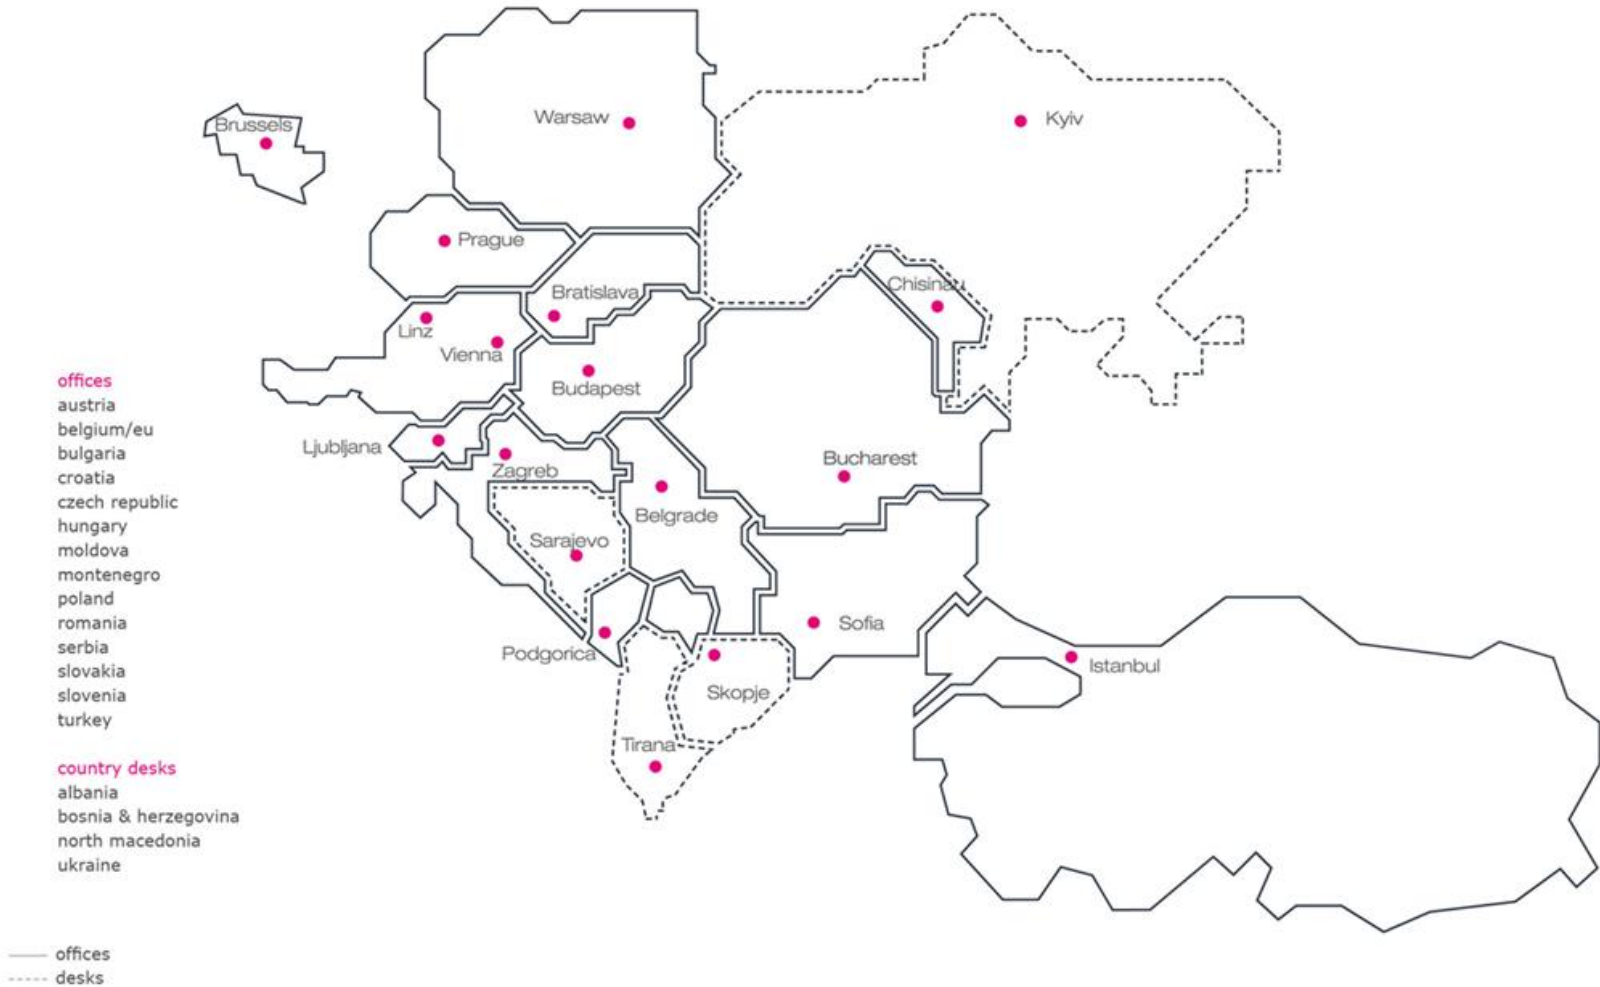 Warsaw
Kyiv
Brussels
Prague
Chisinau
Bratislava
Linz
Vienna
Budapest
Ljubljana
Zagreb
Bucharest
Belgrade
Sarajevo
Sofia
Podgorica
Istanbul
Skopje
Tirana
offices
austria
belgium/eu
bulgaria
croatia
czech republic
hungary
moldova
montenegro
poland
romania
serbia
slovakia
slovenia
turkey
country desks
albania
bosnia & herzegovina
north macedonia
ukraine
offices
desks